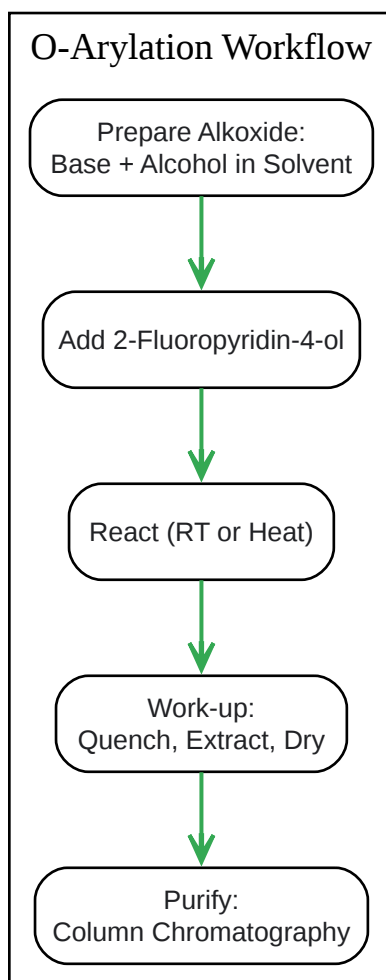 O-Arylation Workflow
Prepare Alkoxide:
Base + Alcohol in Solvent
Add 2-Fluoropyridin-4-ol
React (RT or Heat)
Work-up:
Quench, Extract, Dry
Purify:
Column Chromatography